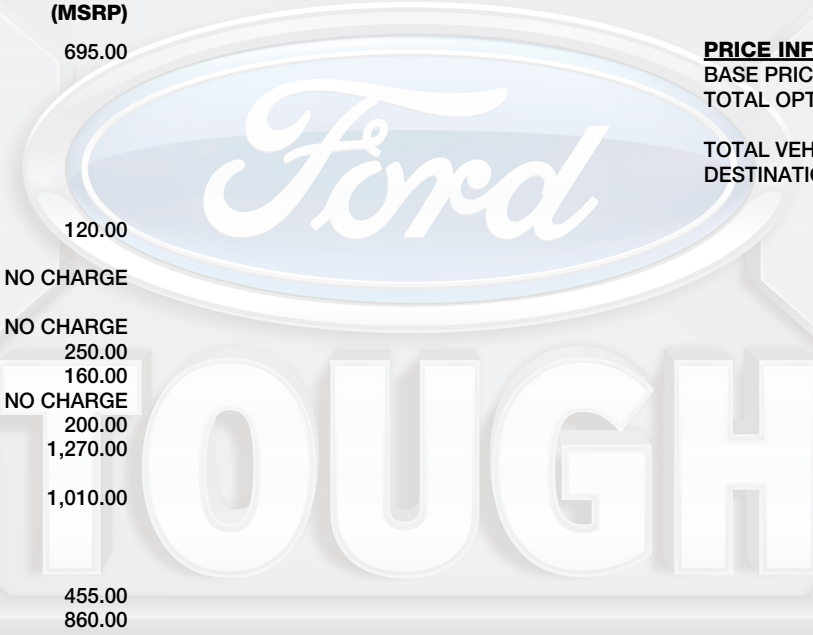 (MSRP)
695.00
120.00
NO CHARGE
NO CHARGE
250.00
160.00
NO CHARGE
200.00
1,270.00
1,010.00
455.00
860.00
PRICE INF
BASE PRIC
TOTAL OPT
TOTAL VEH
DESTINATIO
Ford
TOUGH